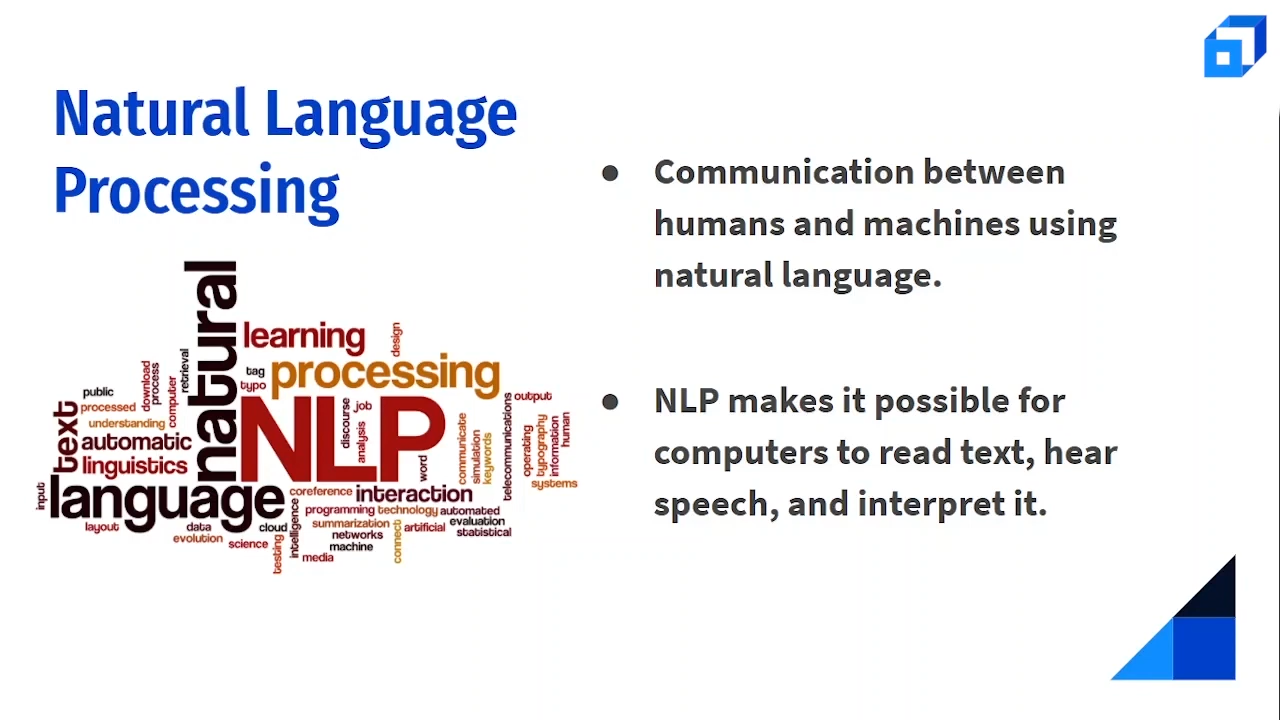 Natural Language
Processing
● Communication between
humans and machines using
natural language.
● NLP makes it possible for
computers to read text, hear
speech, and interpret it.
natural
learning
design
processing
tag
typo
retrieval
download
process
computer
public
processed
understanding
text
automatic
linguistics
NLP
discourse
job
analysis
word
communicate
simulation
keywords
telecommunications
output
operating
typography
information
human
systems
input
language
coreference
interaction
layout
data
evolution
cloud
science
testing
intelligence
programming
technology
automated
summarization
artificial
evaluation
networks
statistical
machine
connect
media